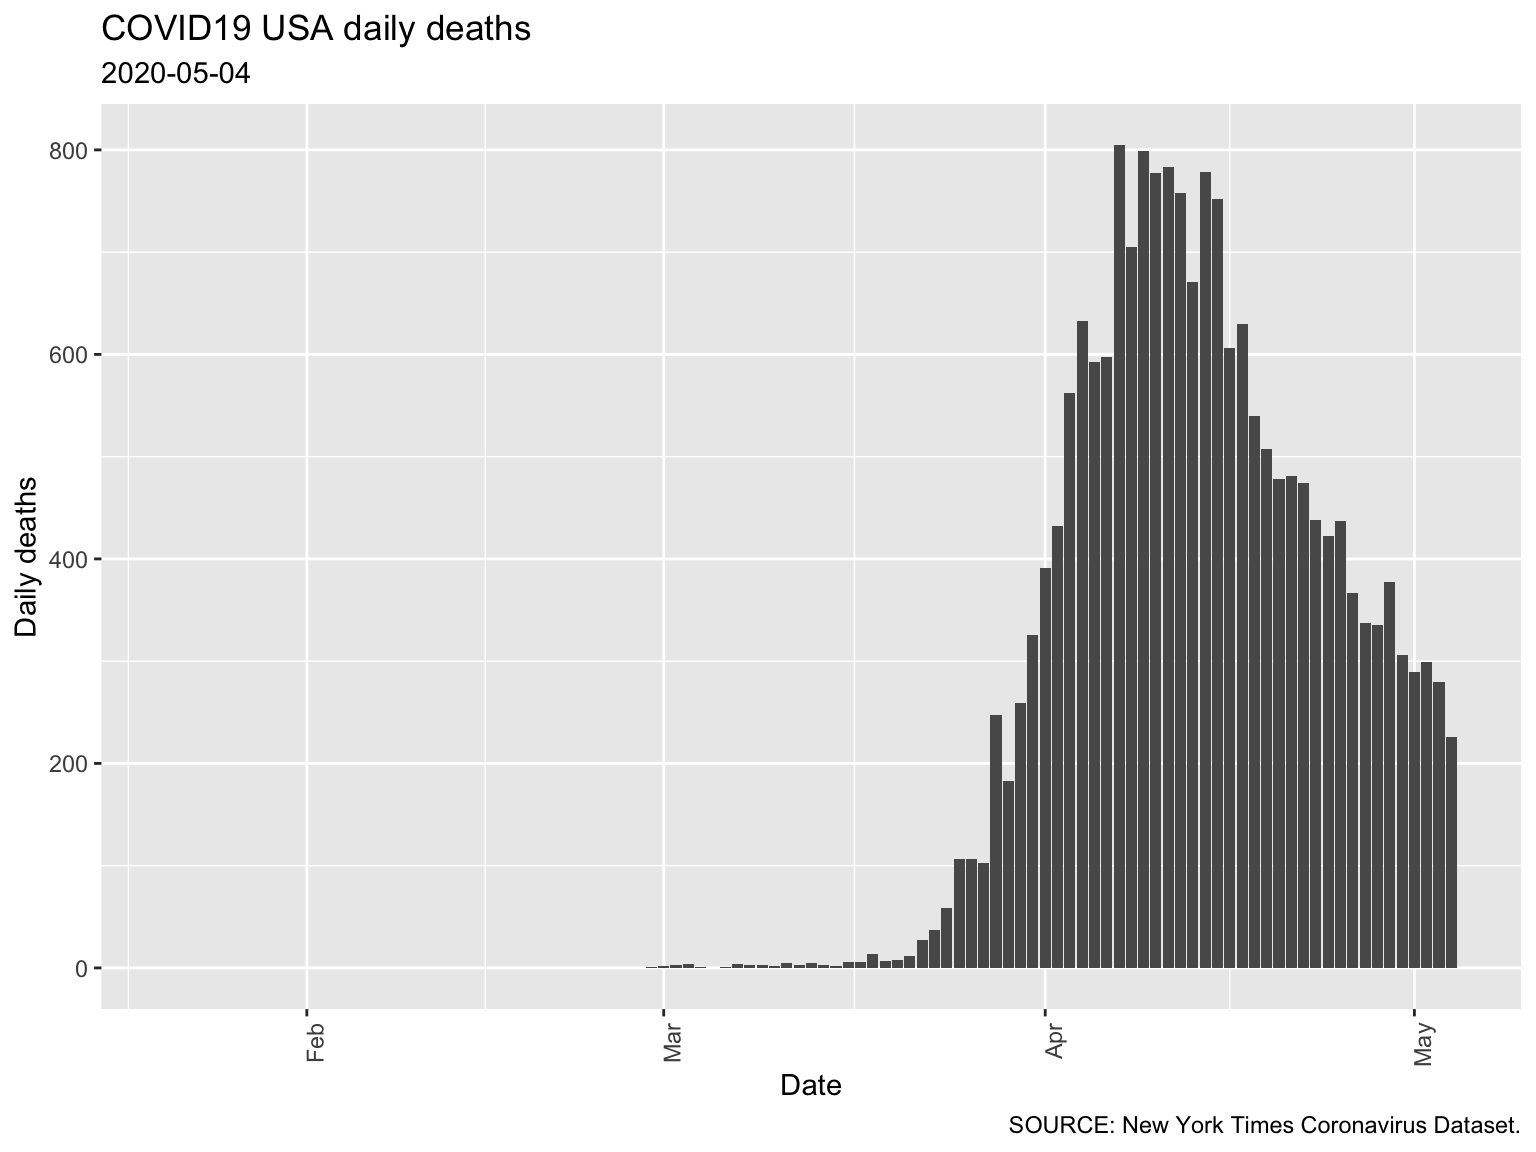 COVID19 USA daily deaths
2020-05-04
Daily deaths
800
600
400
200
0
Feb
Mar
Apr
May
Date
SOURCE: New York Times Coronavirus Dataset.